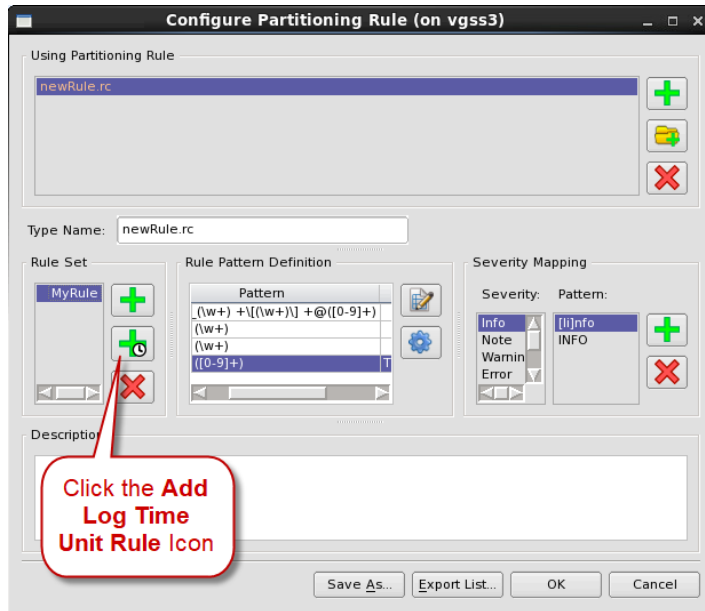 Configure Partitioning Rule (on vgss3)
Using Partitioning Rule
newRule.rc
Type Name: newRule.rc
Rule Set
Rule Pattern Definition
Severity Mapping
MyRule
Pattern
_(\w+) +\[(\w+)\] +@([0-9]+)
(\w+)
(\w+)
([0-9]+) T
Severity: Pattern:
Info [Ii]nfo
Note INFO
Warnin
Error
Description
Click the Add
Log Time
Unit Rule Icon
Save As... Export List... OK Cancel